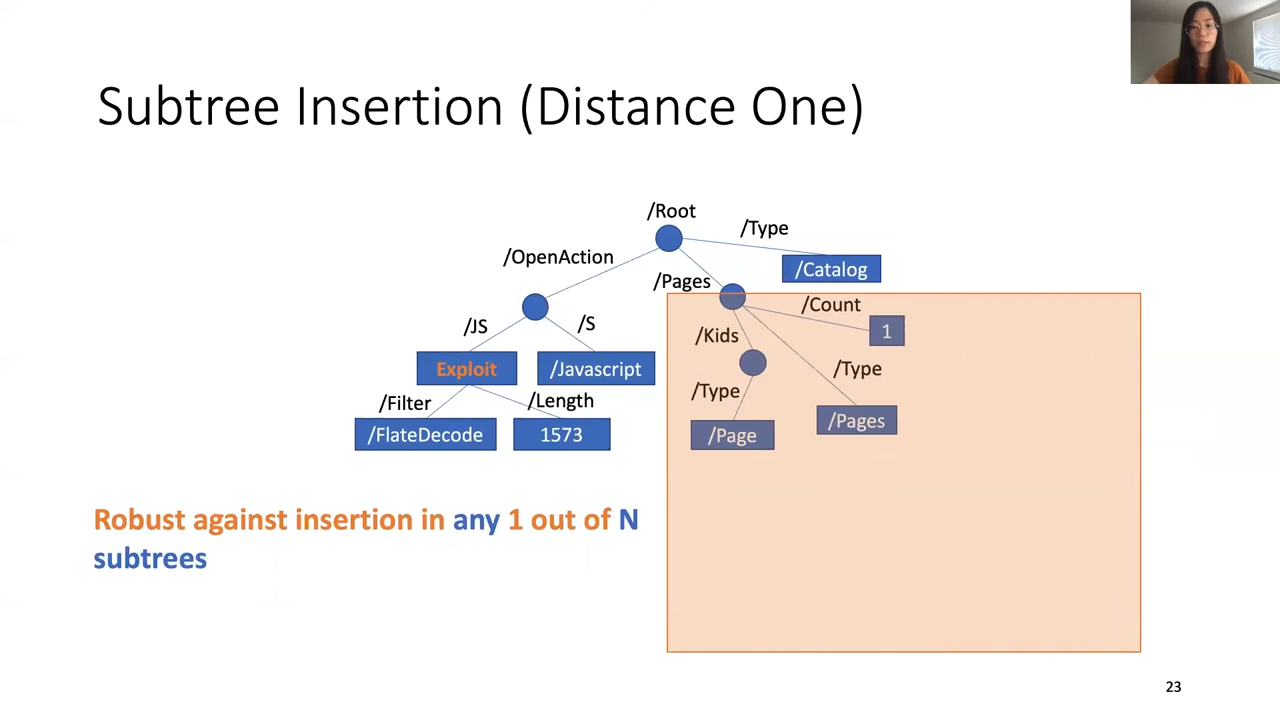 Subtree Insertion (Distance One)
/Root
/Type
/OpenAction
/Catalog
/Pages
/Count
/JS
/S
1
/Kids
Exploit
/Javascript
/Type
/Type
/Filter
/Length
/Pages
/FlateDecode
1573
/Page
Robust against insertion in any 1 out of N
subtrees
23